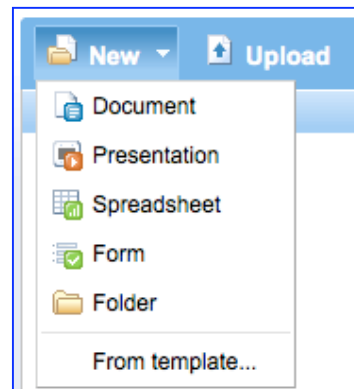 New Upload
Document
Presentation
Spreadsheet
Form
Folder
From template...